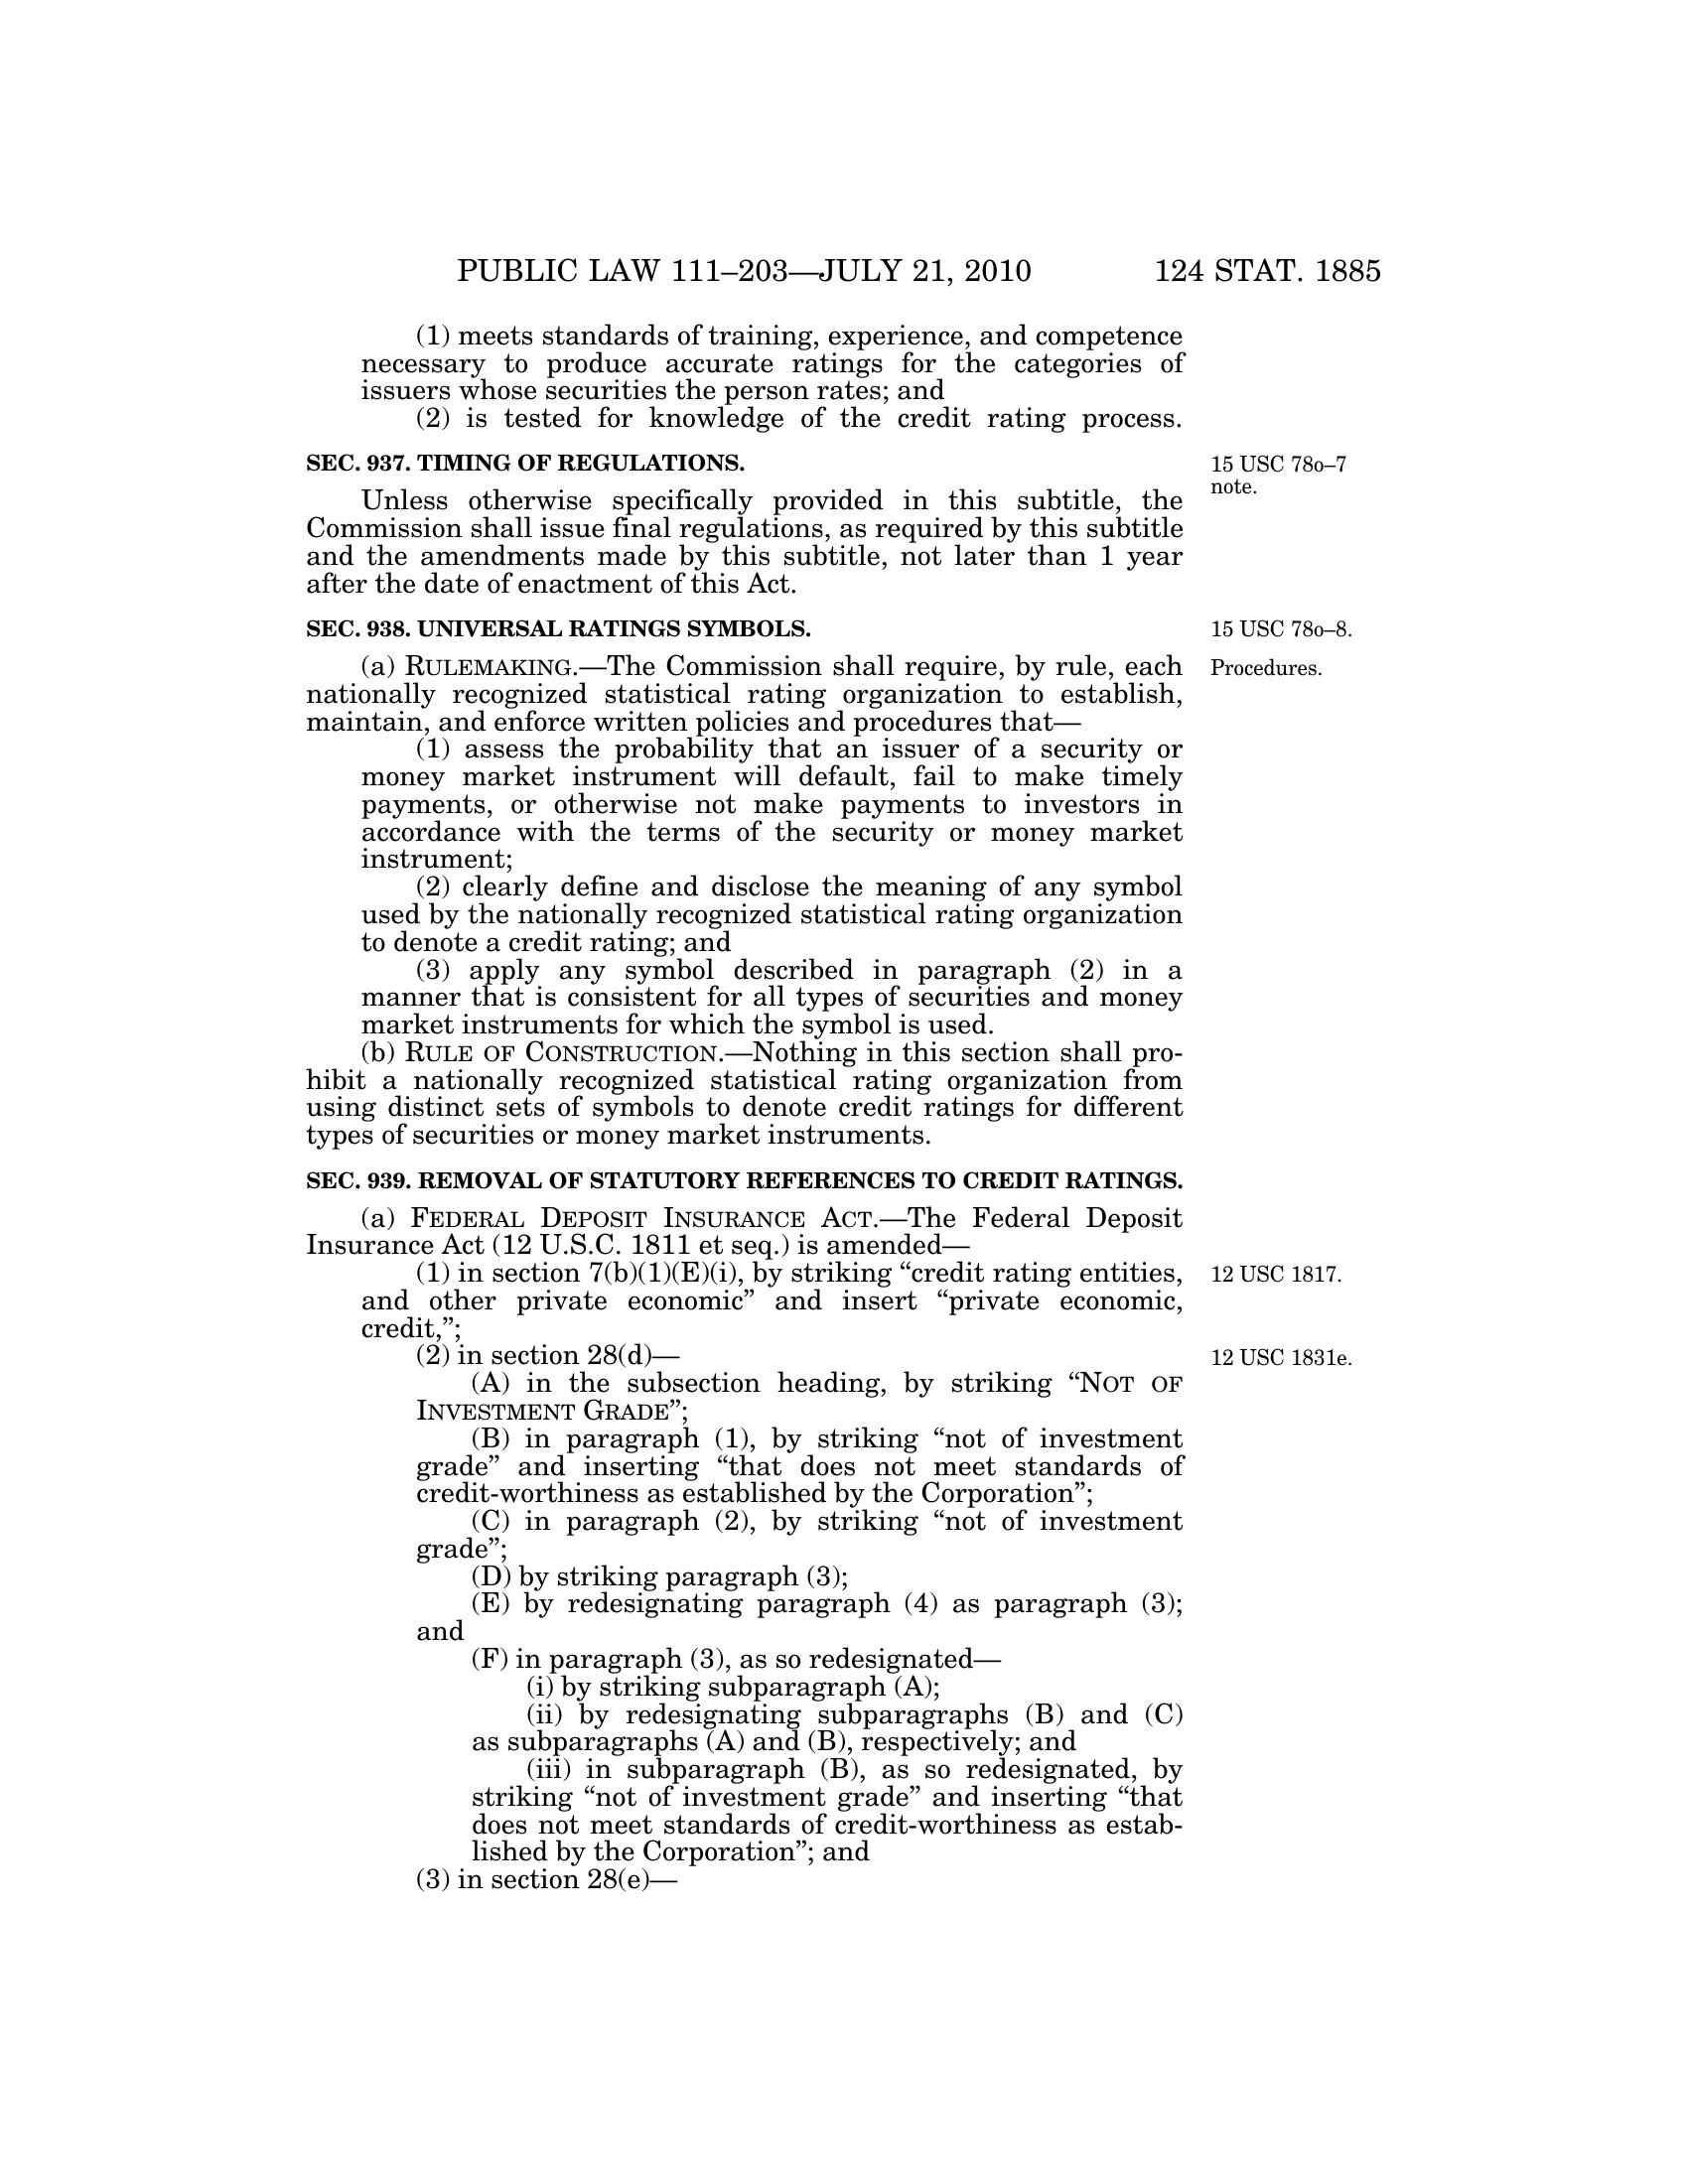 PUBLIC LAW 111–203—JULY 21, 2010 124 STAT. 1885
(1) meets standards of training, experience, and competence
necessary to produce accurate ratings for the categories of
issuers whose securities the person rates; and
(2) is tested for knowledge of the credit rating process.
SEC. 937. TIMING OF REGULATIONS.
15 USC 78o–7
note.
Unless otherwise specifically provided in this subtitle, the
Commission shall issue final regulations, as required by this subtitle
and the amendments made by this subtitle, not later than 1 year
after the date of enactment of this Act.
SEC. 938. UNIVERSAL RATINGS SYMBOLS.
15 USC 78o–8.
(a) RULEMAKING.—The Commission shall require, by rule, each
Procedures.
nationally recognized statistical rating organization to establish,
maintain, and enforce written policies and procedures that—
(1) assess the probability that an issuer of a security or
money market instrument will default, fail to make timely
payments, or otherwise not make payments to investors in
accordance with the terms of the security or money market
instrument;
(2) clearly define and disclose the meaning of any symbol
used by the nationally recognized statistical rating organization
to denote a credit rating; and
(3) apply any symbol described in paragraph (2) in a
manner that is consistent for all types of securities and money
market instruments for which the symbol is used.
(b) RULE OF CONSTRUCTION.—Nothing in this section shall pro-
hibit a nationally recognized statistical rating organization from
using distinct sets of symbols to denote credit ratings for different
types of securities or money market instruments.
SEC. 939. REMOVAL OF STATUTORY REFERENCES TO CREDIT RATINGS.
(a) FEDERAL DEPOSIT INSURANCE ACT.—The Federal Deposit
Insurance Act (12 U.S.C. 1811 et seq.) is amended—
(1) in section 7(b)(1)(E)(i), by striking “credit rating entities,
12 USC 1817.
and other private economic” and insert “private economic,
credit,”;
(2) in section 28(d)—
12 USC 1831e.
(A) in the subsection heading, by striking “NOT OF
INVESTMENT GRADE”;
(B) in paragraph (1), by striking “not of investment
grade” and inserting “that does not meet standards of
credit-worthiness as established by the Corporation”;
(C) in paragraph (2), by striking “not of investment
grade”;
(D) by striking paragraph (3);
(E) by redesignating paragraph (4) as paragraph (3);
and
(F) in paragraph (3), as so redesignated—
(i) by striking subparagraph (A);
(ii) by redesignating subparagraphs (B) and (C)
as subparagraphs (A) and (B), respectively; and
(iii) in subparagraph (B), as so redesignated, by
striking “not of investment grade” and inserting “that
does not meet standards of credit-worthiness as estab-
lished by the Corporation”; and
(3) in section 28(e)—